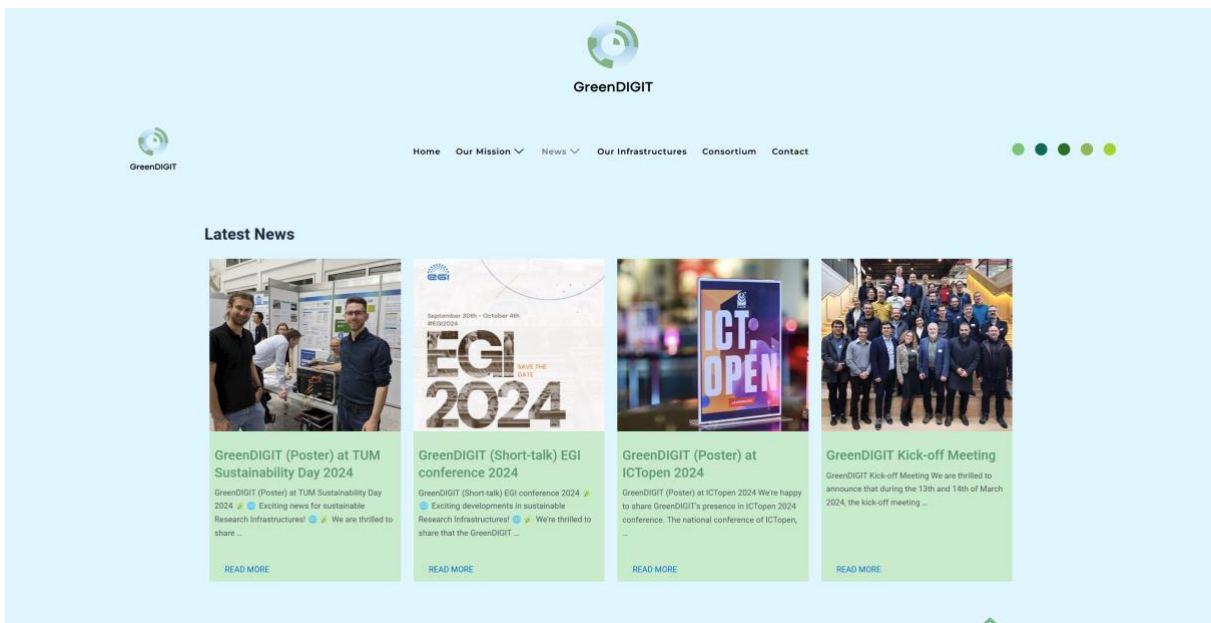 GreenDIGIT
GreenDIGIT
Home Our Mission News Our Infrastructures Consortium Contact
Latest News
EGI
September 30th - October 4th
#EGI2024
EGI
SAVE THE
DATE
2024
ICT.
OPEN
GreenDIGIT (Poster) at TUM
Sustainability Day 2024
GreenDIGIT (Poster) at TUM Sustainability Day
2024 🌶 🌐 Exciting news for sustainable
Research Infrastructures! 🌐 🌶 We are thrilled to
share ...
READ MORE
GreenDIGIT (Short-talk) EGI
conference 2024
GreenDIGIT (Short-talk) EGI conference 2024 🌶
🌐 Exciting developments in sustainable
Research Infrastructures! 🌐 🌶 We're thrilled to
share that the GreenDIGIT ...
READ MORE
GreenDIGIT (Poster) at
ICTopen 2024
GreenDIGIT (Poster) at ICTopen 2024 We're happy
to share GreenDIGIT's presence in ICTopen 2024
conference. The national conference of ICTopen,
...
READ MORE
GreenDIGIT Kick-off Meeting
GreenDIGIT Kick-off Meeting We are thrilled to
announce that during the 13th and 14th of March
2024, the kick-off meeting ...
READ MORE